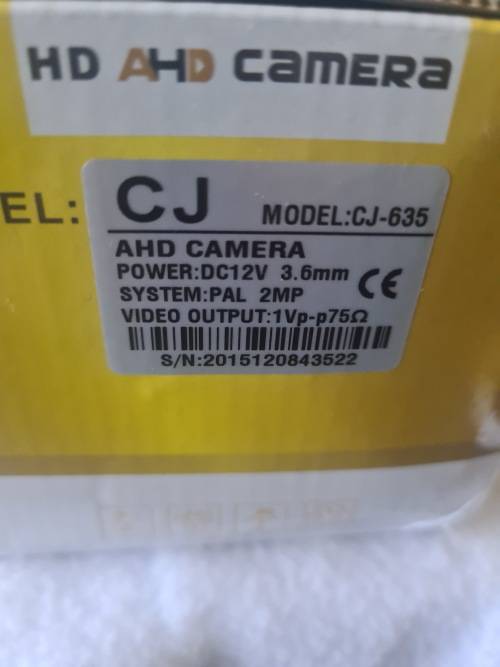 HD AHD CAMERA
EL:
CJ MODEL:CJ-635
AHD CAMERA
POWER:DC12V 3.6mm
SYSTEM:PAL 2MP CE
VIDEO OUTPUT:1Vp-p75Ω
S/N:2015120843522